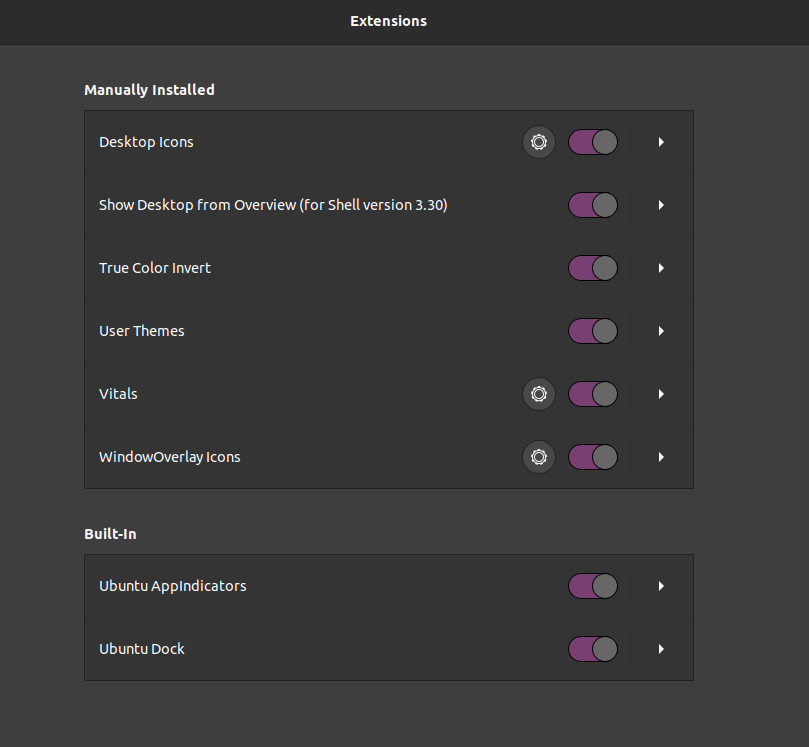 Extensions
Manually Installed
Desktop Icons
Show Desktop from Overview (for Shell version 3.30)
True Color Invert
User Themes
Vitals
WindowOverlay Icons
Built-In
Ubuntu AppIndicators
Ubuntu Dock